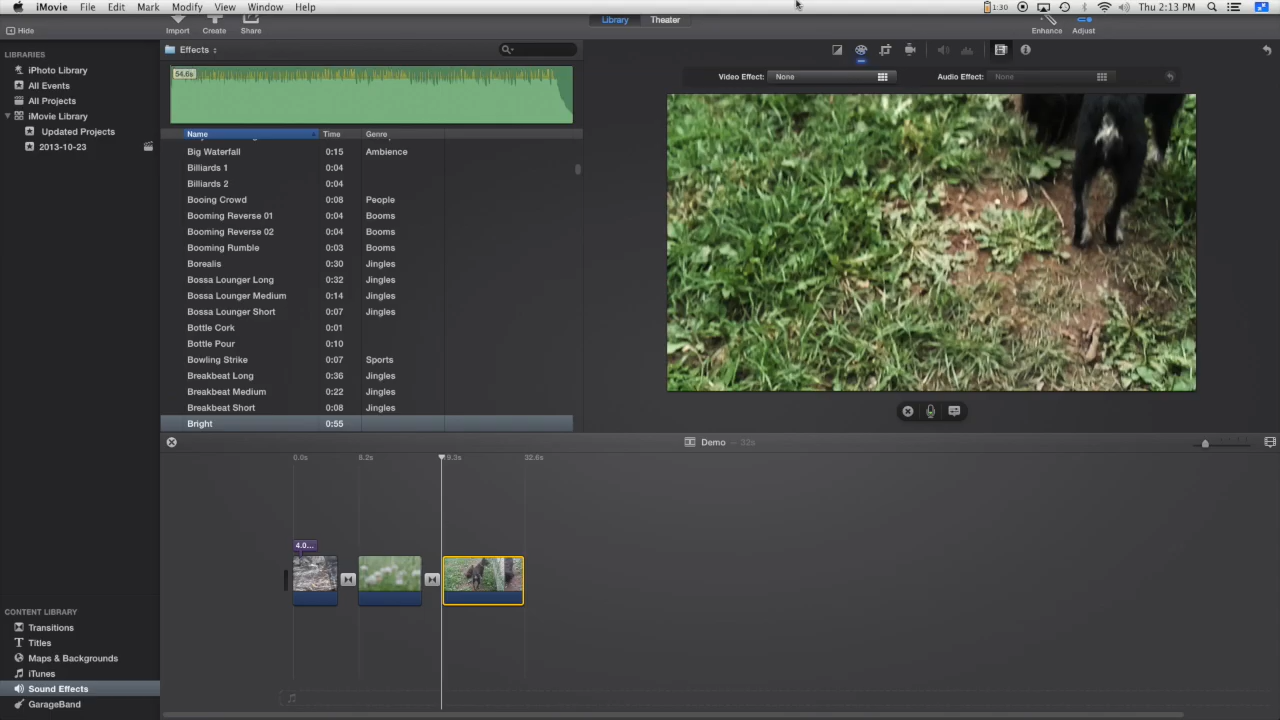 iMovie File Edit Mark Modify View Window Help 1:30 Thu 2:13 PM
Hide Import Create Share Library Theater Enhance Adjust
LIBRARIES
iPhoto Library
All Events
All Projects
iMovie Library
Updated Projects
2013-10-23
CONTENT LIBRARY
Transitions
Titles
Maps & Backgrounds
iTunes
Sound Effects
GarageBand
Effects
54.6s
Name Time Genre
Big Waterfall 0:15 Ambience
Billiards 1 0:04
Billiards 2 0:04
Booing Crowd 0:08 People
Booming Reverse 01 0:04 Booms
Booming Reverse 02 0:04 Booms
Booming Rumble 0:03 Booms
Borealis 0:30 Jingles
Bossa Lounger Long 0:32 Jingles
Bossa Lounger Medium 0:14 Jingles
Bossa Lounger Short 0:07 Jingles
Bottle Cork 0:01
Bottle Pour 0:10
Bowling Strike 0:07 Sports
Breakbeat Long 0:36 Jingles
Breakbeat Medium 0:22 Jingles
Breakbeat Short 0:08 Jingles
Bright 0:55
Video Effect: None Audio Effect: None
Demo – 32s
0.0s 8.2s 9.3s 32.6s
4.0...